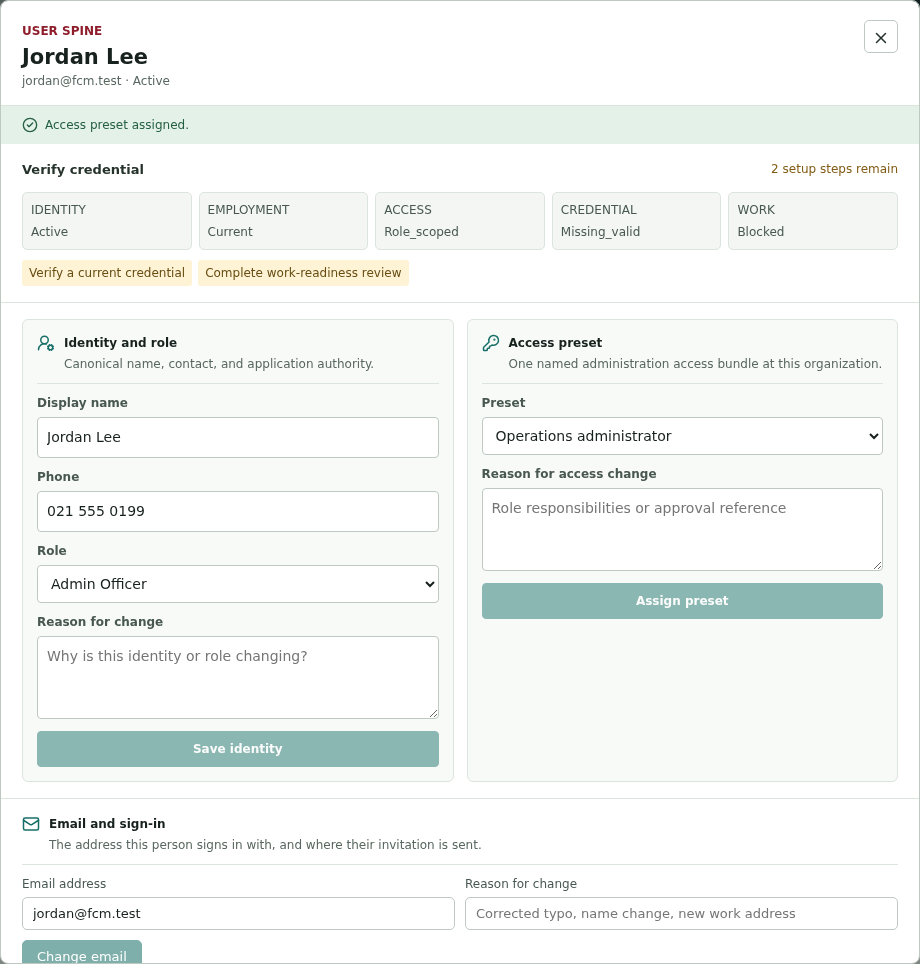 USER SPINE
Jordan Lee
jordan@fcm.test · Active
Access preset assigned.
Verify credential
2 setup steps remain
IDENTITY
Active
EMPLOYMENT
Current
ACCESS
Role_scoped
CREDENTIAL
Missing_valid
WORK
Blocked
Verify a current credential
Complete work-readiness review
Identity and role
Canonical name, contact, and application authority.
Display name
Jordan Lee
Phone
021 555 0199
Role
Admin Officer
Reason for change
Why is this identity or role changing?
Save identity
Access preset
One named administration access bundle at this organization.
Preset
Operations administrator
Reason for access change
Role responsibilities or approval reference
Assign preset
Email and sign-in
The address this person signs in with, and where their invitation is sent.
Email address
jordan@fcm.test
Reason for change
Corrected typo, name change, new work address
Change email